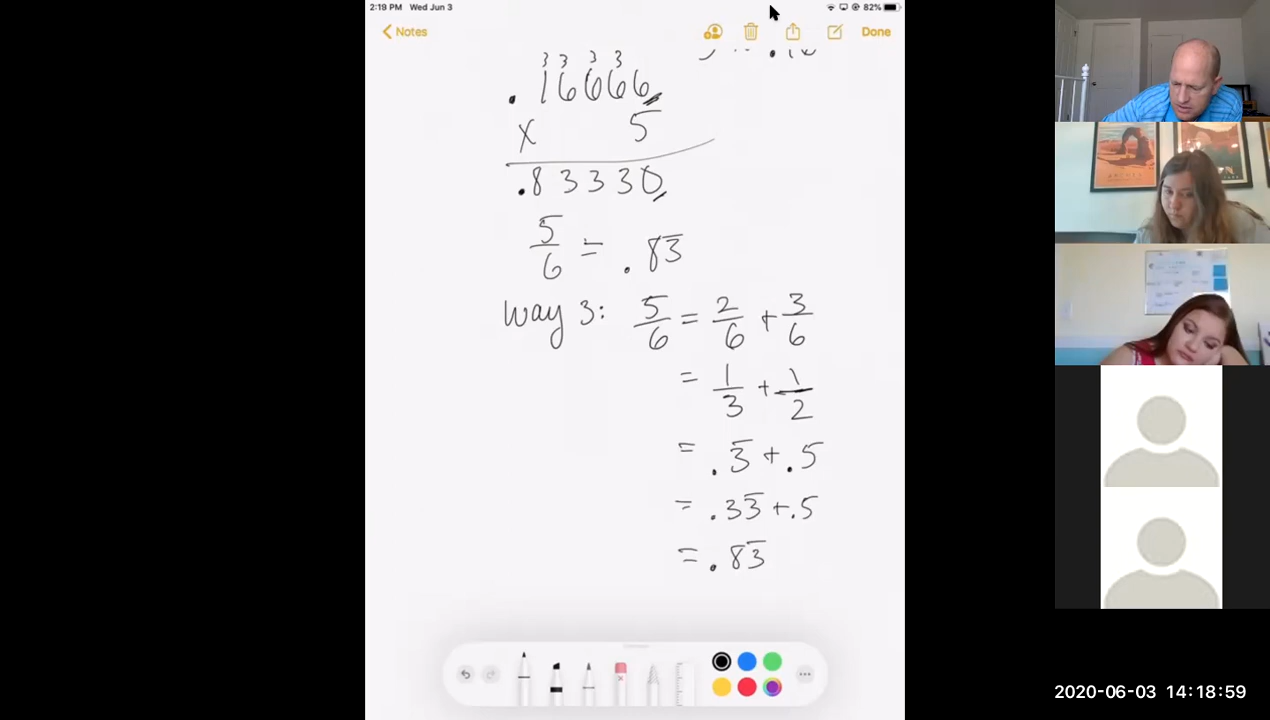 2:19 PM Wed Jun 3
82%
Notes
Done
3 3 3 3
.16666
x 5
.83330
5/6 = .83̅
Way 3: 5/6 = 2/6 + 3/6
= 1/3 + 1/2
= .3̅ + .5
= .33̅ + .5
= .83̅
2020-06-03 14:18:59